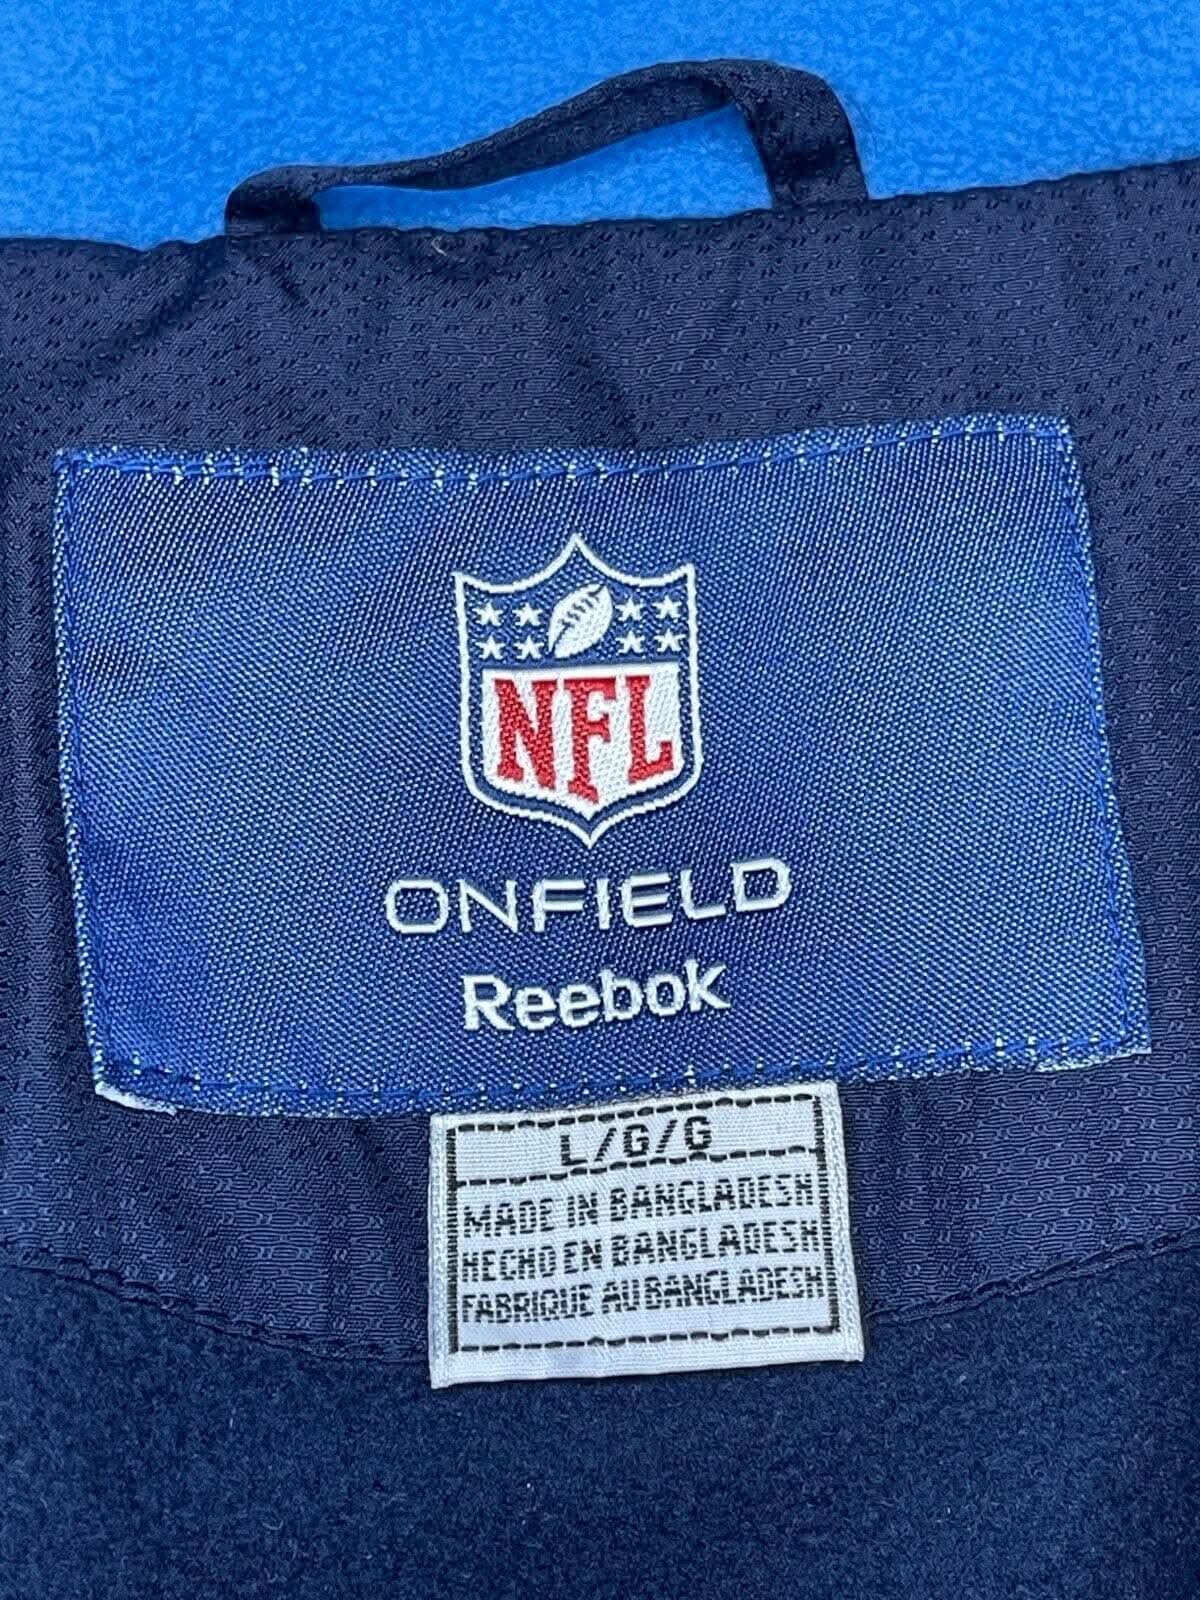 NFL
ONFIELD
Reebok
L/G/G
MADE IN BANGLADESH
HECHO EN BANGLADESH
FABRIQUE AU BANGLADESH